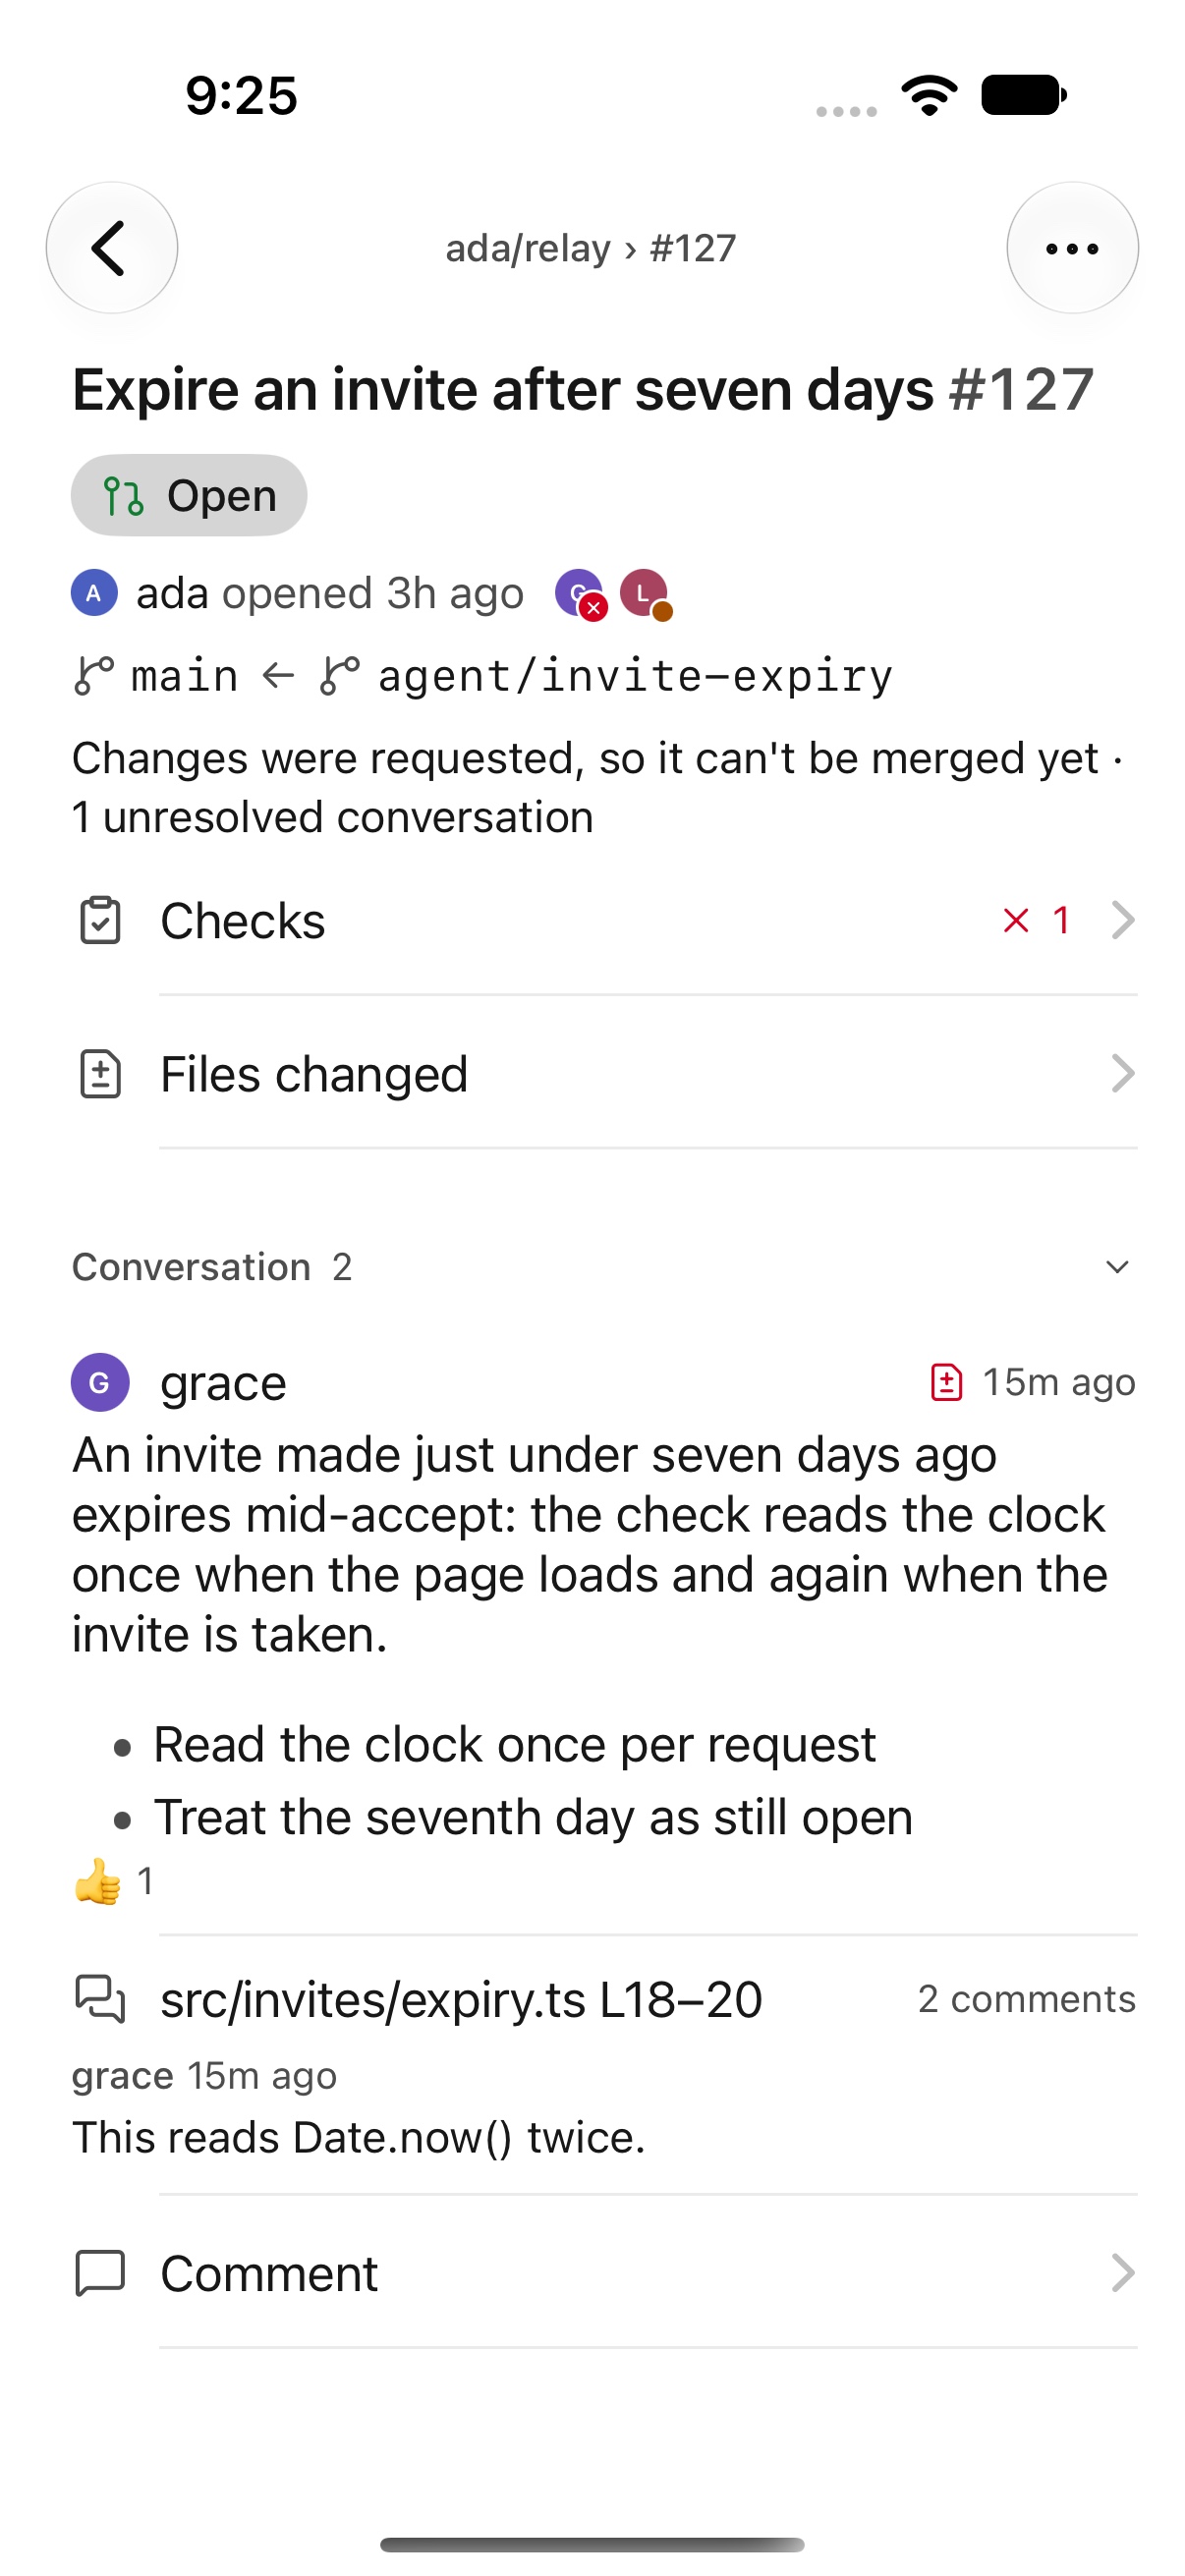 9:25
ada/relay › #127
Expire an invite after seven days #127
Open
A ada opened 3h ago G L
main ← agent/invite-expiry
Changes were requested, so it can't be merged yet ·
1 unresolved conversation
Checks 1
Files changed
Conversation 2
G grace 15m ago
An invite made just under seven days ago
expires mid-accept: the check reads the clock
once when the page loads and again when the
invite is taken.
• Read the clock once per request
• Treat the seventh day as still open
👍 1
src/invites/expiry.ts L18–20 2 comments
grace 15m ago
This reads Date.now() twice.
Comment